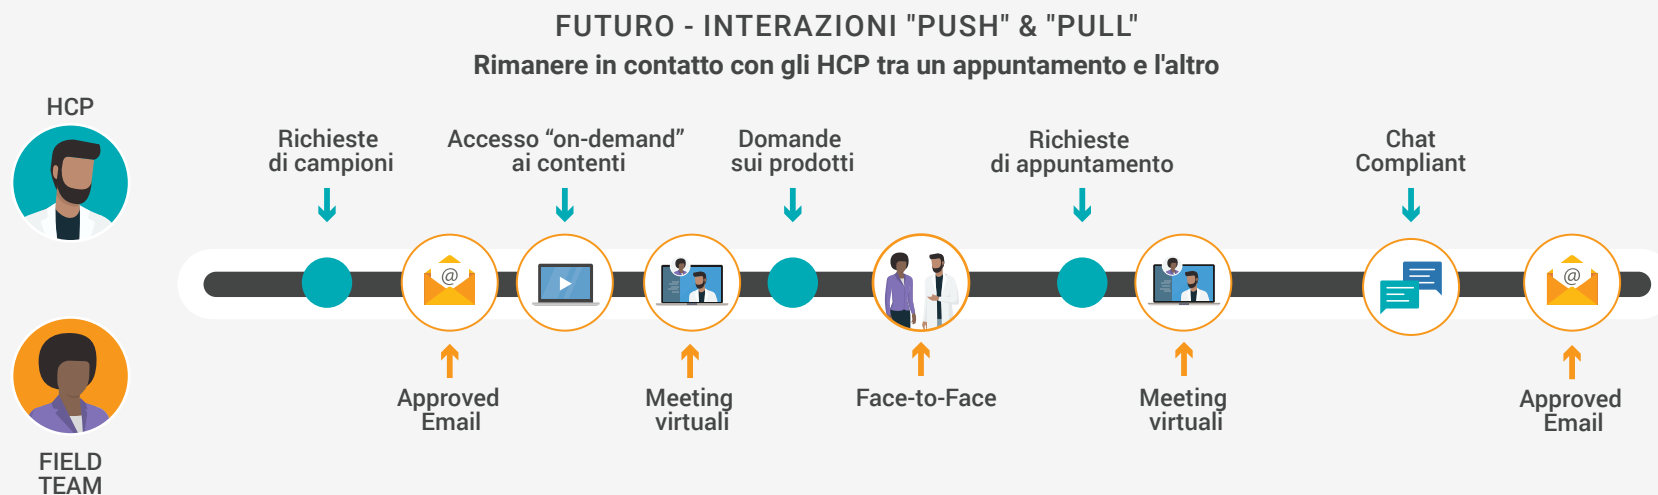 FUTURO - INTERAZIONI "PUSH" & "PULL"
Rimanere in contatto con gli HCP tra un appuntamento e l'altro
HCP
Richieste
di campioni
Accesso “on-demand”
ai contenti
Domande
sui prodotti
Richieste
di appuntamento
Chat
Compliant
@
@
Approved
Email
Meeting
virtuali
Face-to-Face
Meeting
virtuali
Approved
Email
FIELD
TEAM